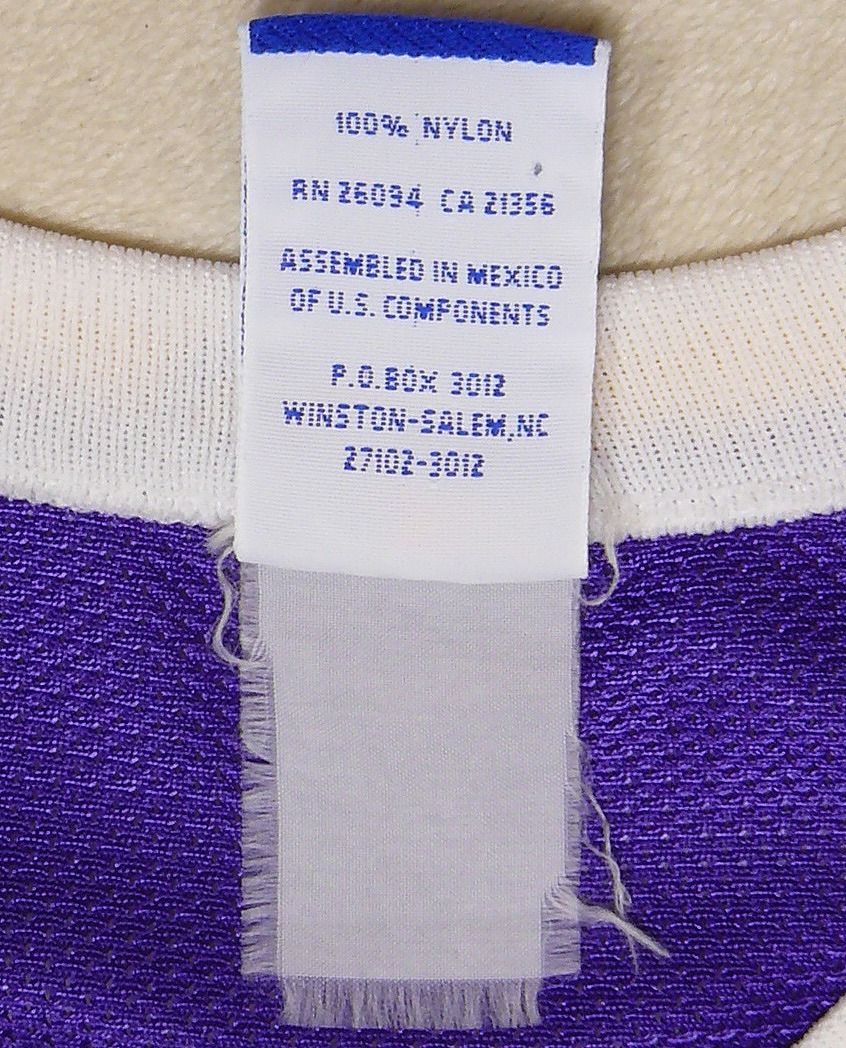 100% NYLON
RN 26094 CA 21356
ASSEMBLED IN MEXICO
OF U.S. COMPONENTS
P.O.BOX 3012
WINSTON-SALEM,NC
27102-3012